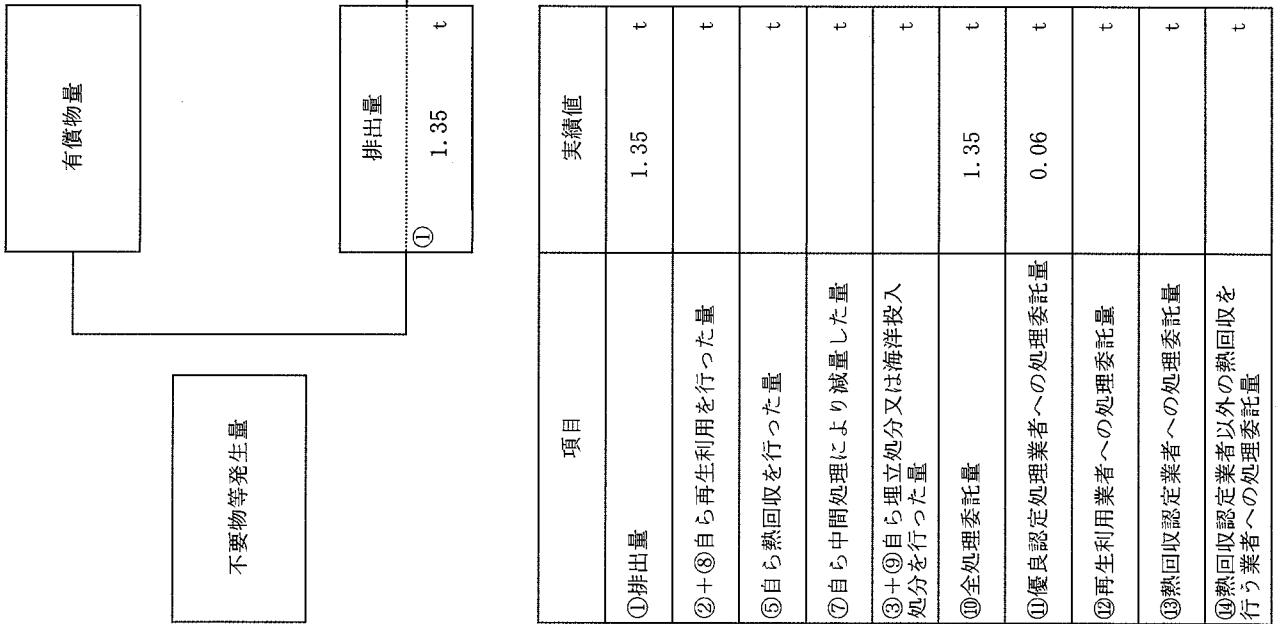 不要物等発生量
有償物量
排出量
① 1.35 t
項目 実績値
①排出量 1.35 t
②+⑧自ら再生利用を行った量 t
⑤自ら熱回収を行った量 t
⑦自ら中間処理により減量した量 t
③+⑨自ら埋立処分又は海洋投入
処分を行った量 t
⑩全処理委託量 1.35 t
⑪優良認定処理業者への処理委託量 0.06 t
⑫再生利用業者への処理委託量 t
⑬熱回収認定業者への処理委託量 t
⑭熱回収認定業者以外の熱回収を
行う業者への処理委託量 t